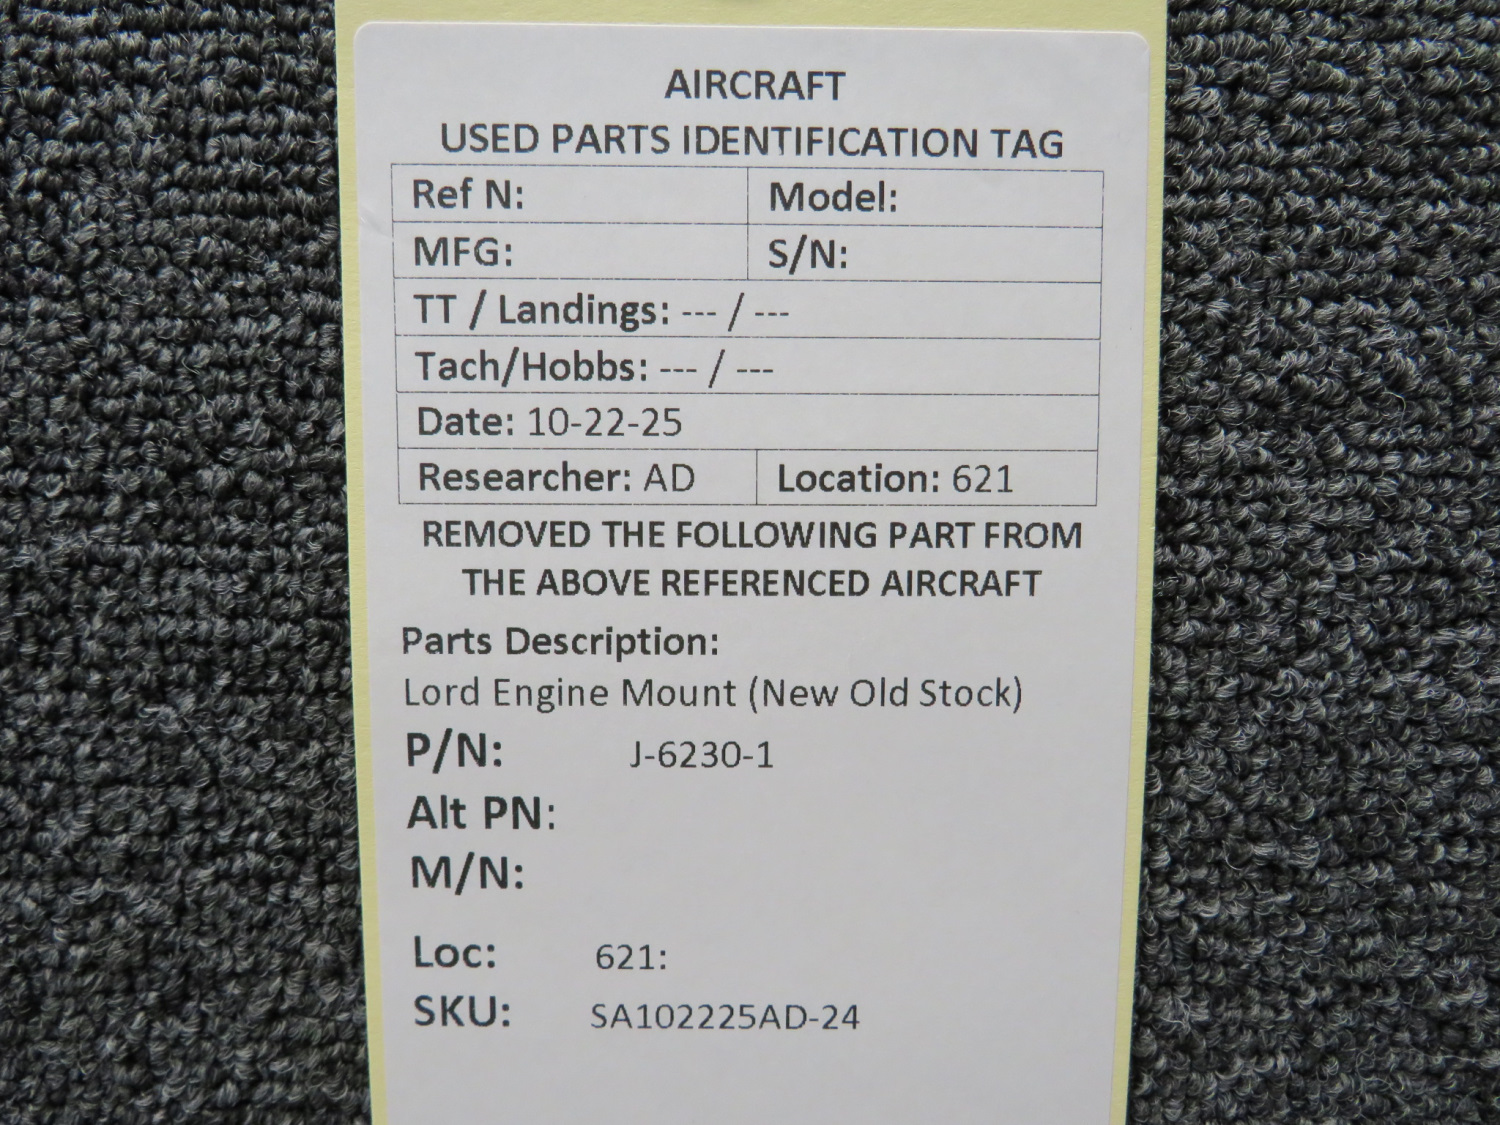 AIRCRAFT
USED PARTS IDENTIFICATION TAG
Ref N: Model:
MFG: S/N:
TT / Landings: --- / ---
Tach/Hobbs: --- / ---
Date: 10-22-25
Researcher: AD Location: 621
REMOVED THE FOLLOWING PART FROM
THE ABOVE REFERENCED AIRCRAFT
Parts Description:
Lord Engine Mount (New Old Stock)
P/N: J-6230-1
Alt PN:
M/N:
Loc: 621:
SKU: SA102225AD-24